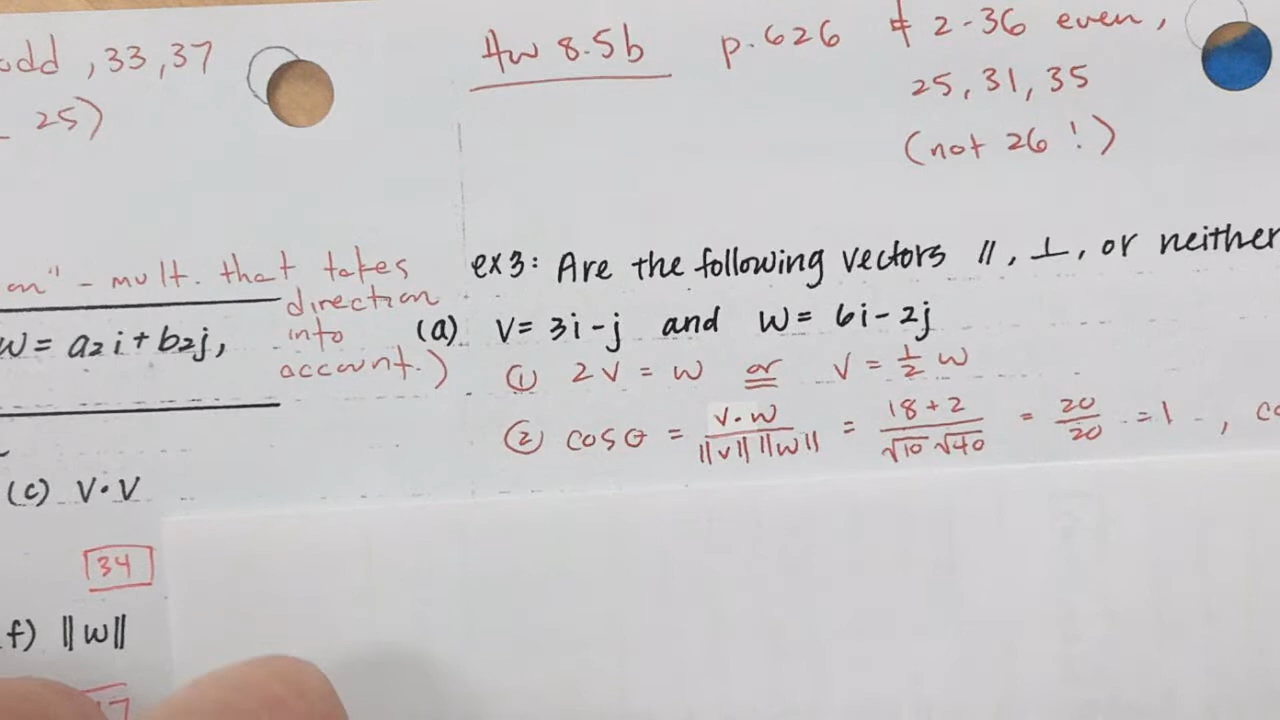 odd , 33, 37
25)
HW 8.5b p.626 # 2-36 even,
25, 31, 35
(not 26 !)
on" - mult. that takes
direction
into
account.)
w = a₂i + b₂j,
(c) v·v
34
f) ||w||
ex3: Are the following vectors //, ⊥, or neither
(a) v = 3i - j and w = 6i - 2j
① 2v = w or v = 1/2 w
② cos θ = v·w / ||v|| ||w|| = 18+2 / √10 √40 = 20/20 = 1 ,